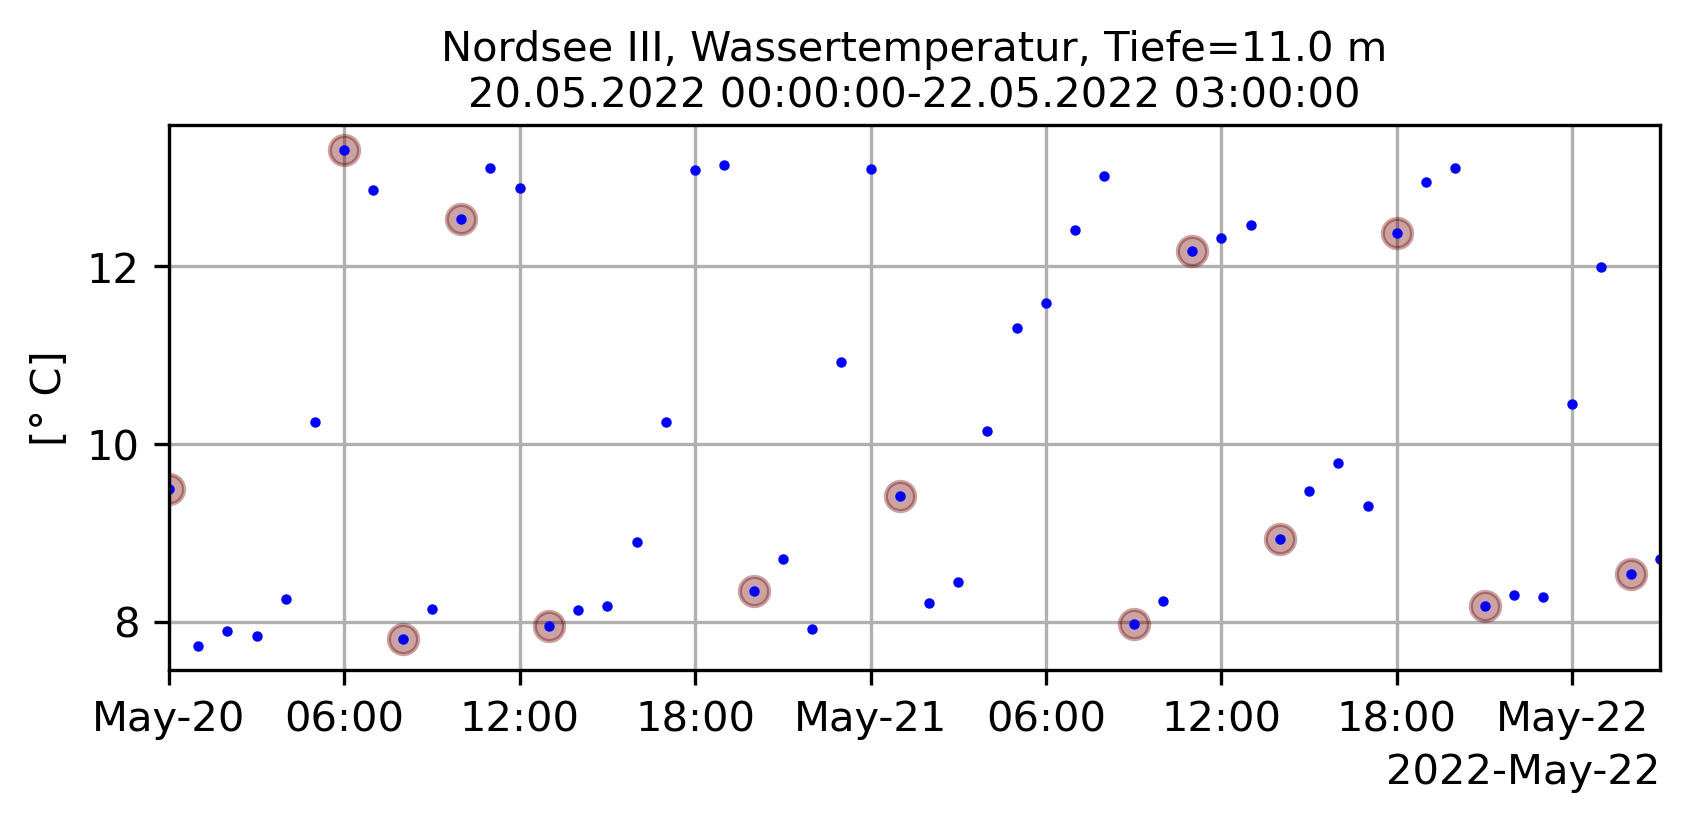 Nordsee III, Wassertemperatur, Tiefe=11.0 m
20.05.2022 00:00:00-22.05.2022 03:00:00
[° C]
12
10
8
May-20 06:00 12:00 18:00 May-21 06:00 12:00 18:00 May-22
2022-May-22